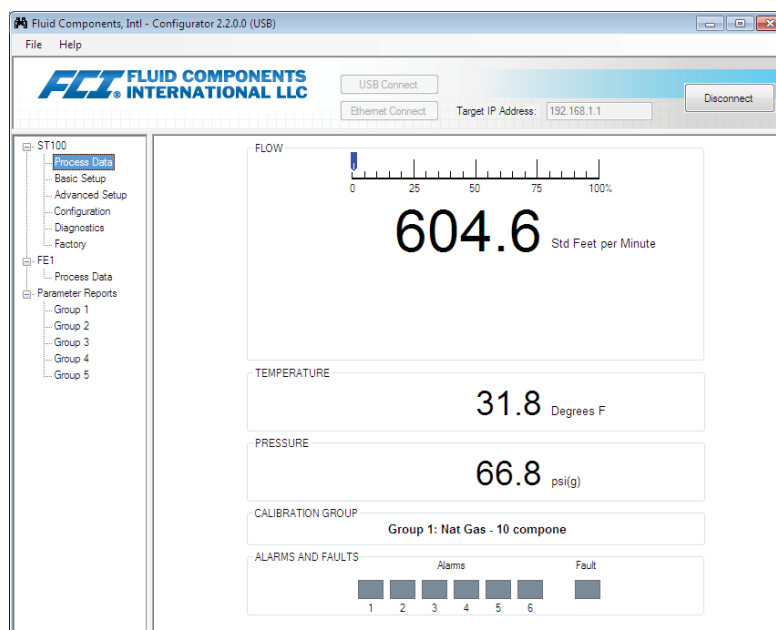 Fluid Components, Intl - Configurator 2.2.0.0 (USB)
File Help
FCI® FLUID COMPONENTS
INTERNATIONAL LLC
USB Connect
Ethernet Connect Target IP Address: 192.168.1.1
Disconnect
ST100
Process Data
Basic Setup
Advanced Setup
Configuration
Diagnostics
Factory
FE1
Process Data
Parameter Reports
Group 1
Group 2
Group 3
Group 4
Group 5
FLOW
0 25 50 75 100%
604.6 Std Feet per Minute
TEMPERATURE
31.8 Degrees F
PRESSURE
66.8 psi(g)
CALIBRATION GROUP
Group 1: Nat Gas - 10 compone
ALARMS AND FAULTS
Alarms Fault
1 2 3 4 5 6